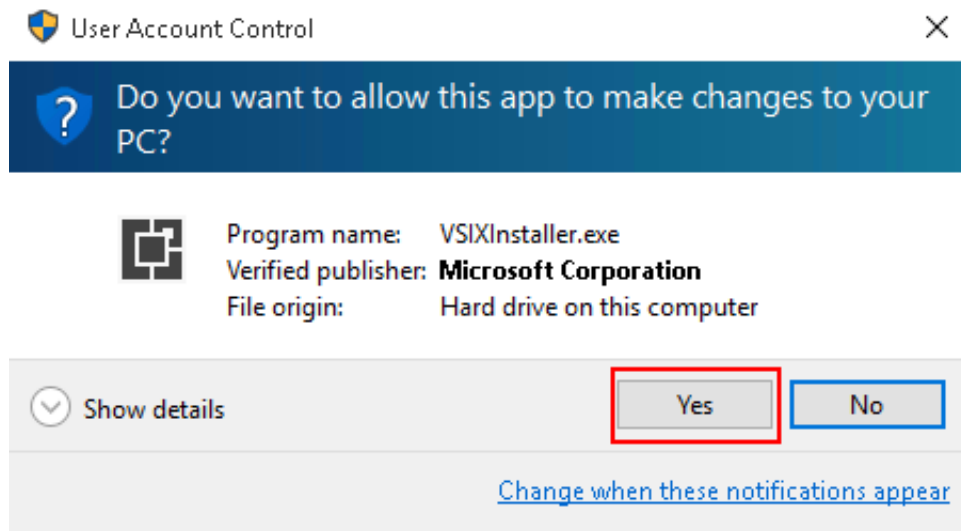 User Account Control
Do you want to allow this app to make changes to your
PC?
Program name: VSIXInstaller.exe
Verified publisher: Microsoft Corporation
File origin: Hard drive on this computer
Show details
Yes
No
Change when these notifications appear